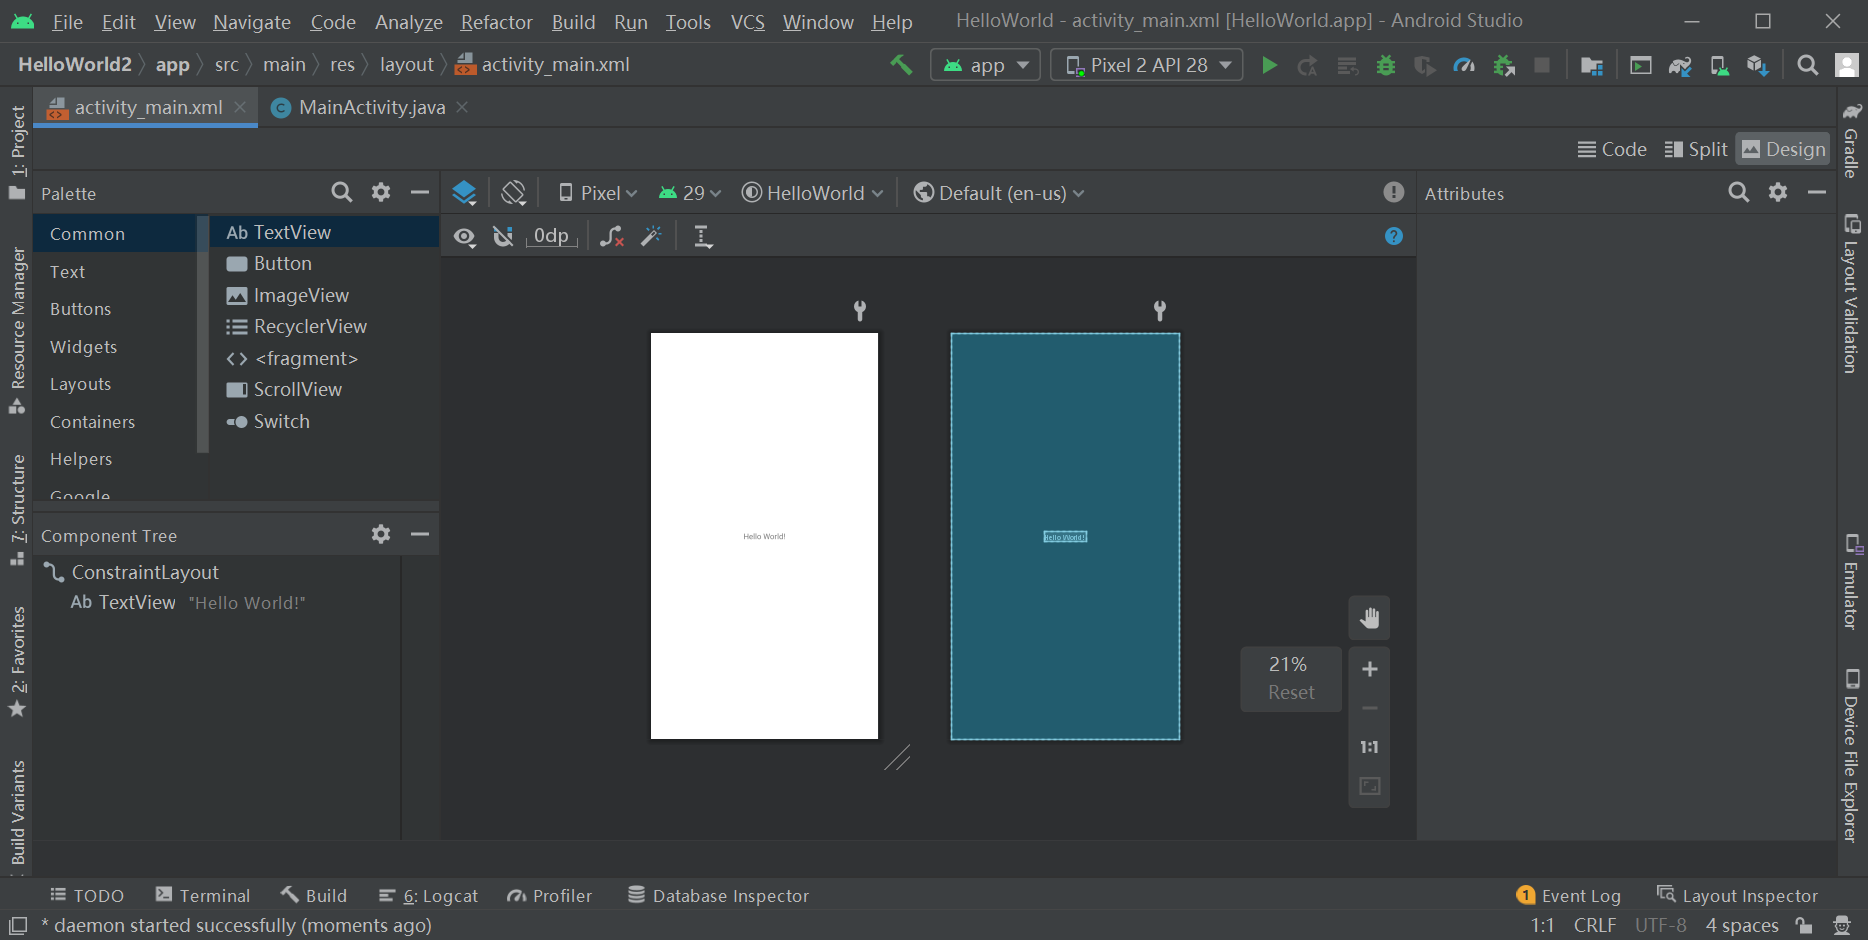 File Edit View Navigate Code Analyze Refactor Build Run Tools VCS Window Help HelloWorld - activity_main.xml [HelloWorld.app] - Android Studio
HelloWorld2 app src main res layout activity_main.xml app Pixel 2 API 28
activity_main.xml MainActivity.java
Code Split Design
Palette
Pixel 29 HelloWorld Default (en-us)
Attributes
0dp
Common
Text
Buttons
Widgets
Layouts
Containers
Helpers
Google
Ab TextView
Button
ImageView
RecyclerView
<fragment>
ScrollView
Switch
Component Tree
ConstraintLayout
Ab TextView "Hello World!"
Hello World!
Hello World!
21%
Reset
1:1
1: Project
Resource Manager
7: Structure
2: Favorites
Build Variants
Gradle
Layout Validation
Emulator
Device File Explorer
TODO Terminal Build 6: Logcat Profiler Database Inspector 1 Event Log Layout Inspector
* daemon started successfully (moments ago) 1:1 CRLF UTF-8 4 spaces